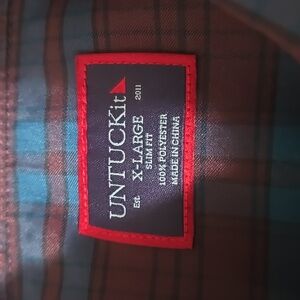 UNTUCKit
Est. 2011
X-LARGE
SLIM FIT
100% POLYESTER
MADE IN CHINA